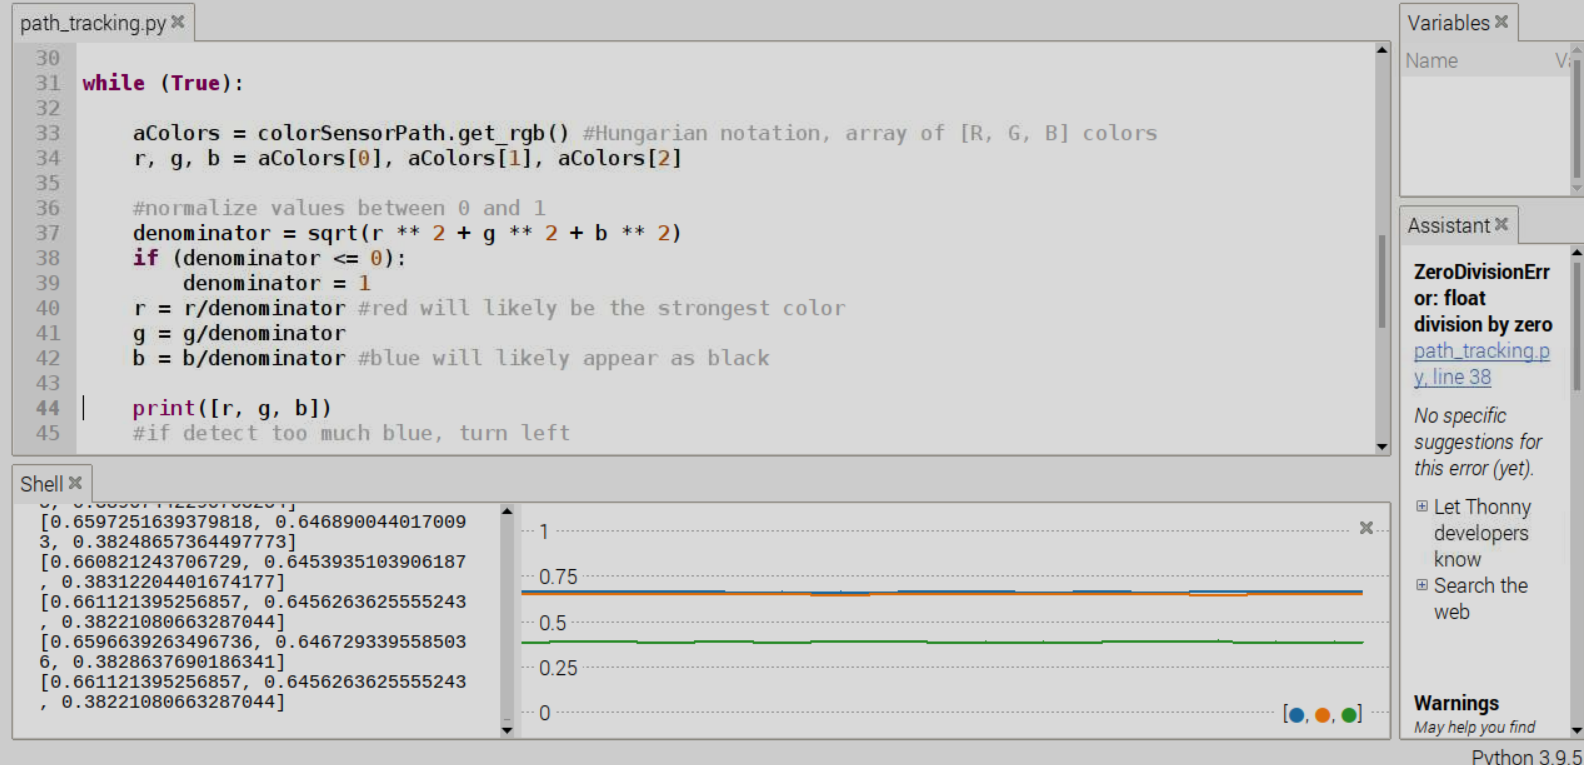 path_tracking.py
30
31 while (True):
32
33 aColors = colorSensorPath.get_rgb() #Hungarian notation, array of [R, G, B] colors
34 r, g, b = aColors[0], aColors[1], aColors[2]
35
36 #normalize values between 0 and 1
37 denominator = sqrt(r ** 2 + g ** 2 + b ** 2)
38 if (denominator <= 0):
39 denominator = 1
40 r = r/denominator #red will likely be the strongest color
41 g = g/denominator
42 b = b/denominator #blue will likely appear as black
43
44 print([r, g, b])
45 #if detect too much blue, turn left
Shell
[0.6597251639379818, 0.646890044017009
3, 0.38248657364497773]
[0.660821243706729, 0.6453935103906187
, 0.38312204401674177]
[0.661121395256857, 0.6456263625555243
, 0.38221080663287044]
[0.6596639263496736, 0.646729339558503
6, 0.3828637690186341]
[0.661121395256857, 0.6456263625555243
, 0.38221080663287044]
1
0.75
0.5
0.25
0
[ , , ]
Variables
Name
Assistant
ZeroDivisionErr
or: float
division by zero
path_tracking.p
y, line 38
No specific
suggestions for
this error (yet).
Let Thonny
developers
know
Search the
web
Warnings
May help you find
Python 3.9.5